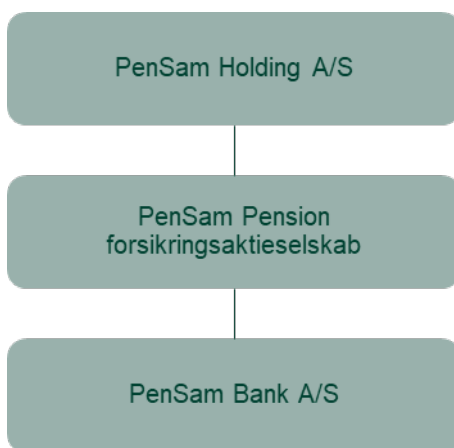 PenSam Holding A/S
PenSam Pension
forsikringsaktieselskab
PenSam Bank A/S